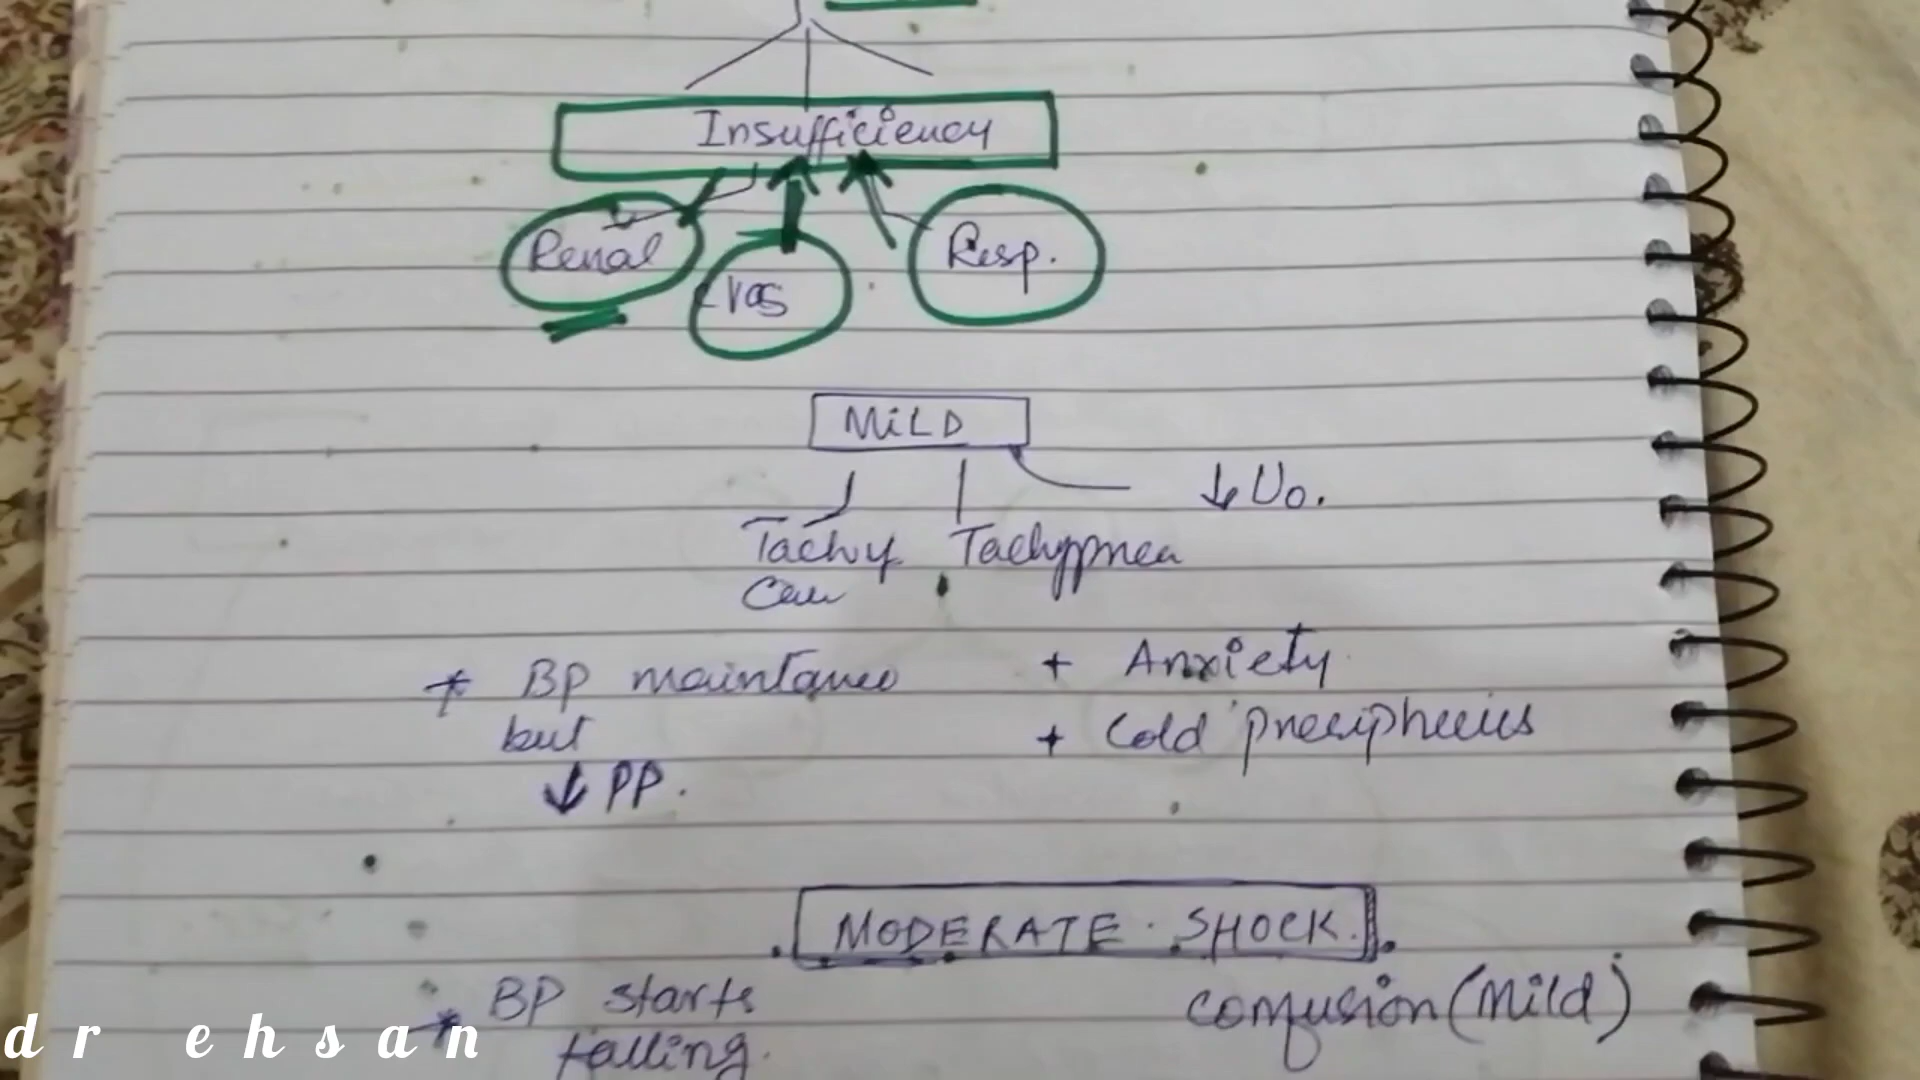 Insufficiency
Renal
CVS
Resp.
MILD
↓ Uo.
Tachy Tachypnea
* BP maintained
but
↓ PP.
+ Anxiety
+ Cold preripheries
MODERATE SHOCK.
* BP starts
falling.
confusion (Mild)
dr ehsan